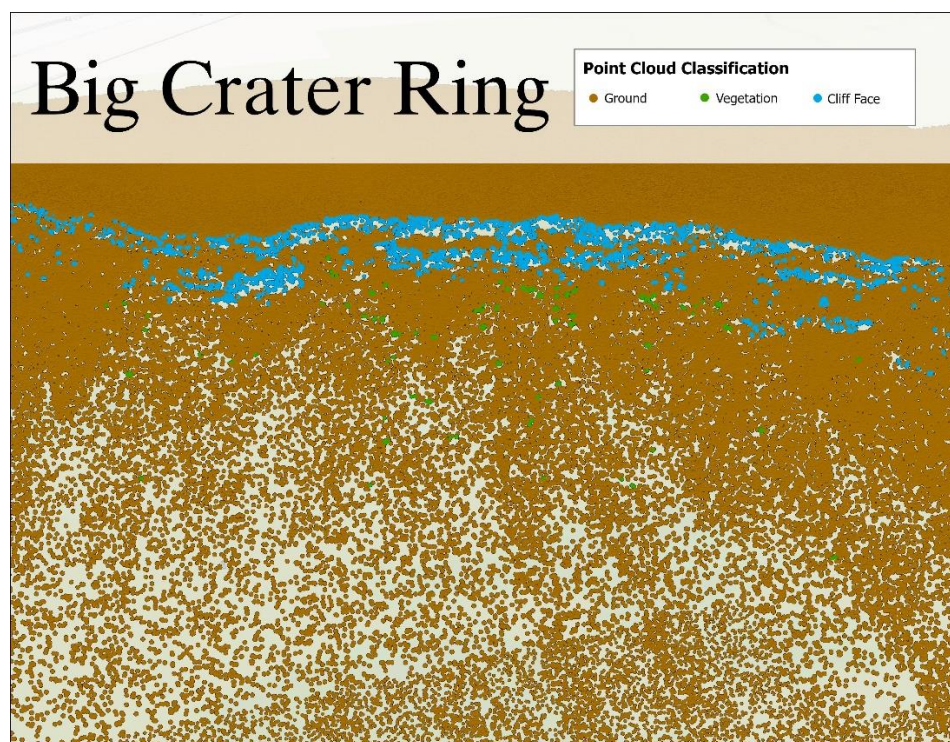 Big Crater Ring
Point Cloud Classification
Ground Vegetation Cliff Face